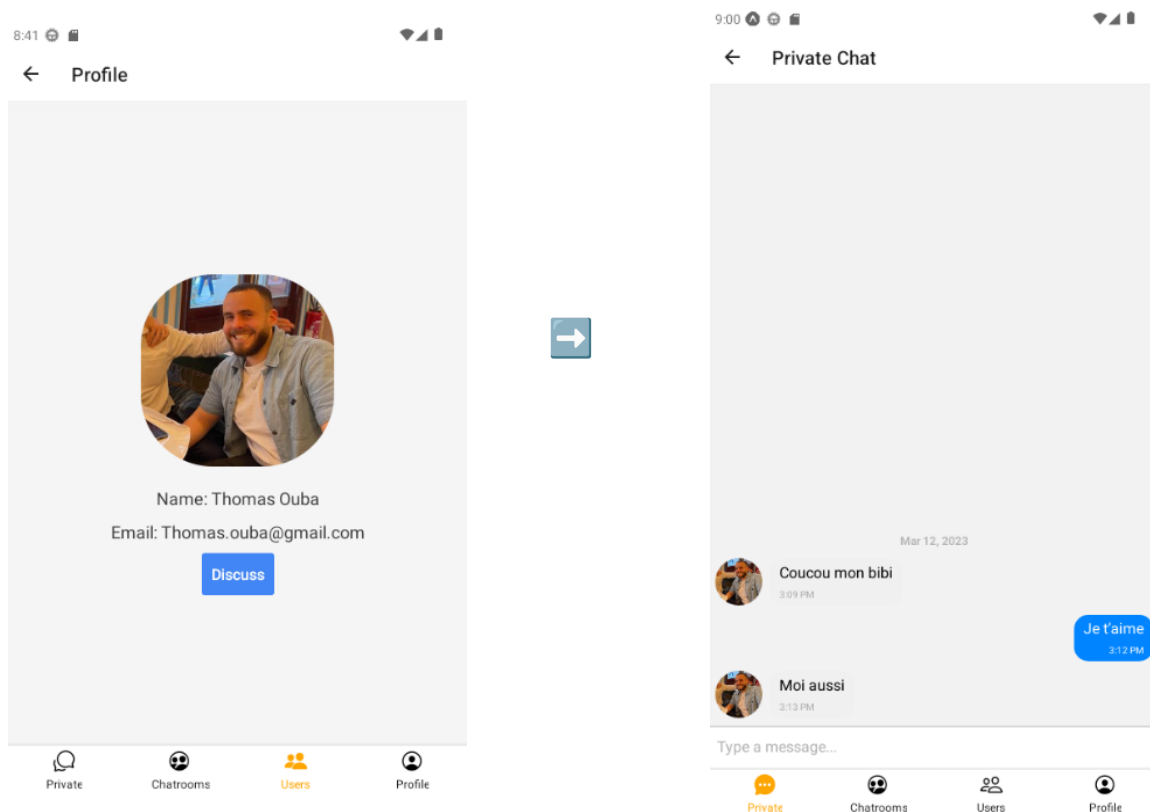 8:41
Profile
Name: Thomas Ouba
Email: Thomas.ouba@gmail.com
Discuss
Private
Chatrooms
Users
Profile
9:00
Private Chat
Mar 12, 2023
Coucou mon bibi
3:09 PM
Je t'aime
3:12 PM
Moi aussi
3:13 PM
Type a message...
Private
Chatrooms
Users
Profile